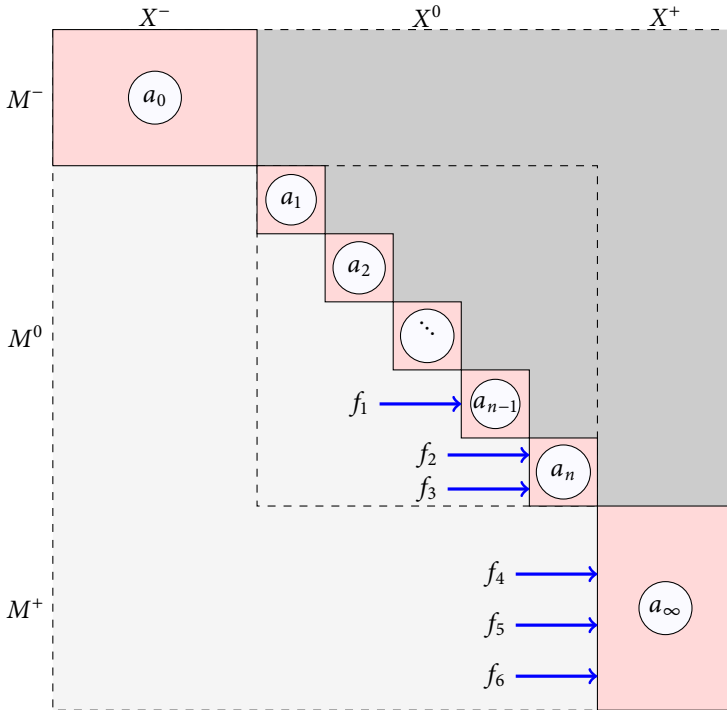 X⁻ X⁰ X⁺
M⁻ a₀
a₁
a₂
M⁰ ⋱
f₁ aₙ₋₁
f₂
aₙ
f₃
f₄
M⁺ a∞
f₅
f₆